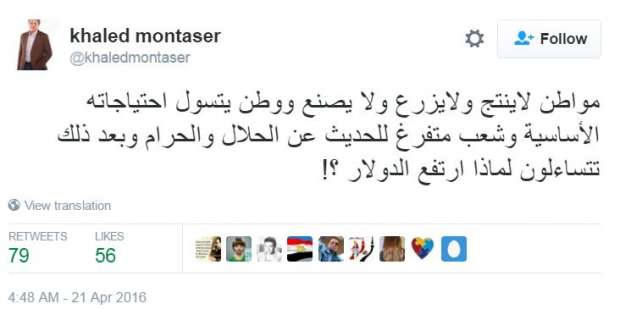 khaled montaser
@khaledmontaser
Follow
مواطن لاينتج ولايزرع ولا يصنع ووطن يتسول احتياجاته
الأساسية وشعب متفرغ للحديث عن الحلال والحرام وبعد ذلك
تتساءلون لماذا ارتفع الدولار ؟!
View translation
RETWEETS LIKES
79 56
4:48 AM - 21 Apr 2016